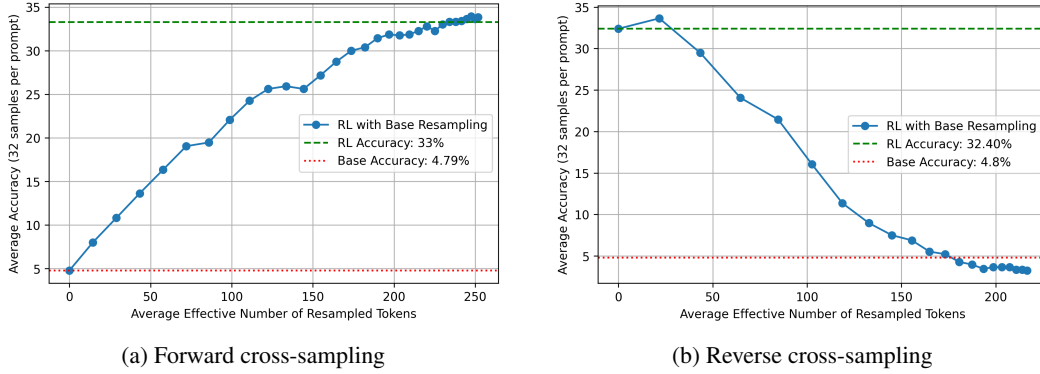 35
30
25
20
15
10
5
0
50
100
150
200
250
Average Accuracy (32 samples per prompt)
Average Effective Number of Resampled Tokens
RL with Base Resampling
RL Accuracy: 33%
Base Accuracy: 4.79%
(a) Forward cross-sampling
35
30
25
20
15
10
5
0
50
100
150
200
Average Accuracy (32 samples per prompt)
Average Effective Number of Resampled Tokens
RL with Base Resampling
RL Accuracy: 32.40%
Base Accuracy: 4.8%
(b) Reverse cross-sampling